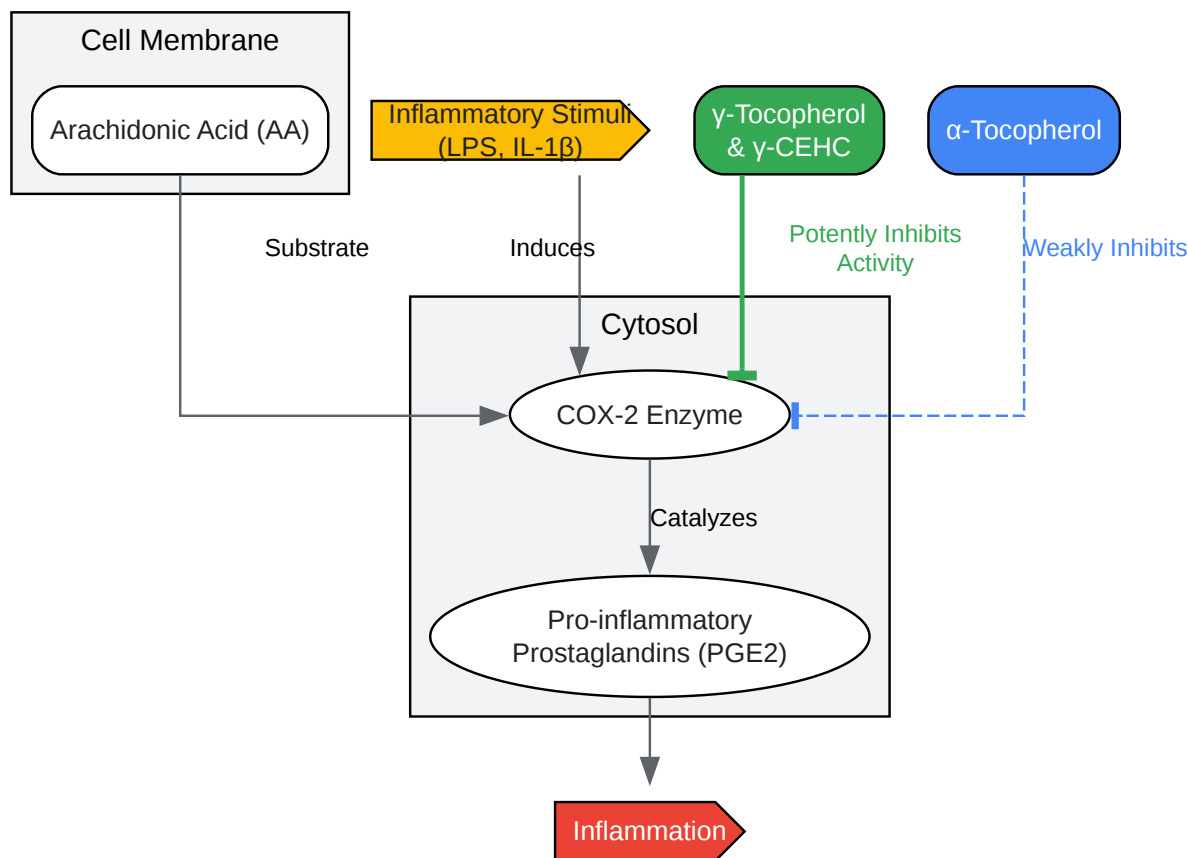 Cell Membrane
Arachidonic Acid (AA)
Inflammatory Stimuli
(LPS, IL-1β)
γ-Tocopherol
& γ-CEHC
α-Tocopherol
Substrate
Induces
Potently Inhibits
Activity
Weakly Inhibits
Cytosol
COX-2 Enzyme
Catalyzes
Pro-inflammatory
Prostaglandins (PGE2)
Inflammation